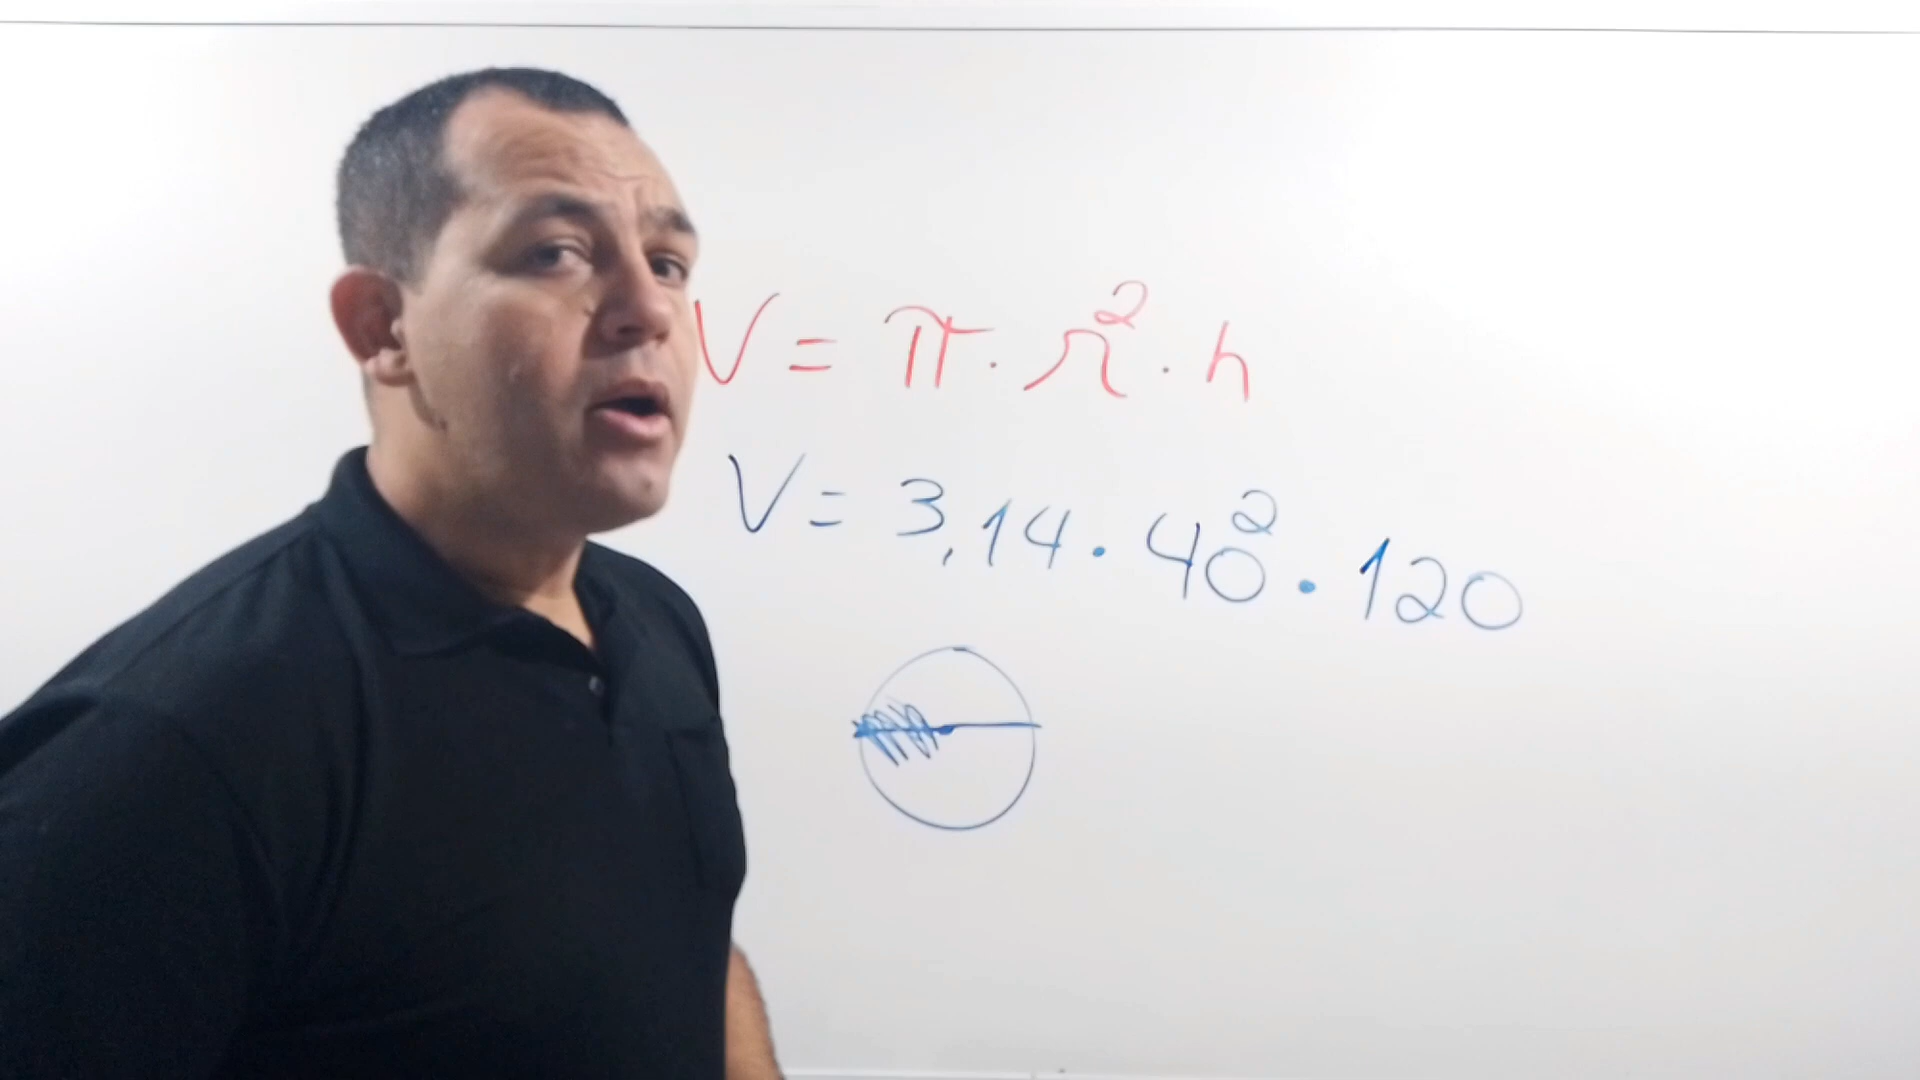 V = π · r² · h
V = 3,14 · 40² · 120